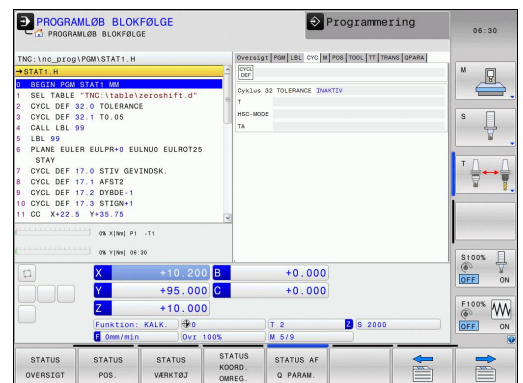 PROGRAMLØB BLOKFØLGE
PROGRAMLØB BLOKFØLGE
Programmering
06:30
TNC:\nc_prog\PGM\STAT1.H
→STAT1.H
0 BEGIN PGM STAT1 MM
1 SEL TABLE "TNC:\table\zeroshift.d"
2 CYCL DEF 32.0 TOLERANCE
3 CYCL DEF 32.1 T0.05
4 CALL LBL 99
5 LBL 99
6 PLANE EULER EULPR+0 EULNU0 EULROT25
STAY
7 CYCL DEF 17.0 STIV GEVINDSK.
8 CYCL DEF 17.1 AFST2
9 CYCL DEF 17.2 DYBDE-1
10 CYCL DEF 17.3 STIGN+1
11 CC X+22.5 Y+35.75
Oversigt PGM LBL CYC M POS TOOL TT TRANS QPARA
CYCL
DEF
Cyklus 32 TOLERANCE INAKTIV
T
HSC-MODE
TA
0% X[Nm] P1 -T1
0% Y[Nm] 06:30
X +10.200 B +0.000
Y +95.000 C +0.000
Z +10.000
Funktion: KALK. 0 T 2 Z S 2000
F 0mm/min Ovr 100% M 5/9
M
S
T
S100%
OFF ON
F100%
OFF ON
STATUS
OVERSIGT
STATUS
POS.
STATUS
VÆRKTØJ
STATUS
KOORD.
OMREG.
STATUS AF
Q PARAM.